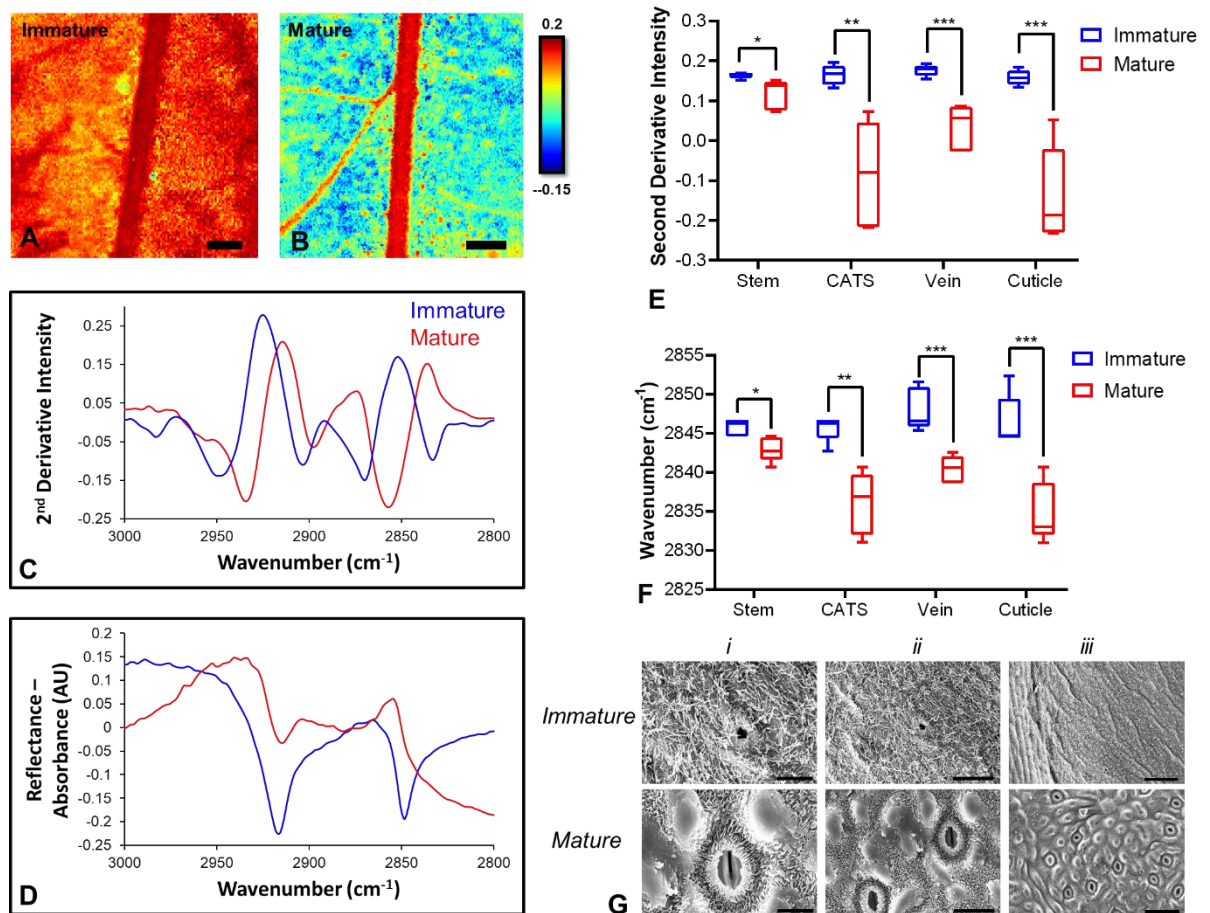 Immature
A
Mature
B
0.2
--0.15
Immature
Mature
0.25
0.15
0.05
-0.05
-0.15
-0.25
3000 2950 2900 2850 2800
2nd Derivative Intensity
Wavenumber (cm-1)
C
0.2
0.15
0.1
0.05
0
-0.05
-0.1
-0.15
-0.2
-0.25
3000 2950 2900 2850 2800
Reflectance –
Absorbance (AU)
Wavenumber (cm-1)
D
Second Derivative Intensity
0.3
0.2
0.1
0.0
-0.1
-0.2
-0.3
* ** *** ***
Immature
Mature
Stem CATS Vein Cuticle
E
Wavenumber (cm-1)
2855
2850
2845
2840
2835
2830
2825
* ** *** ***
Immature
Mature
Stem CATS Vein Cuticle
F
i ii iii
Immature
Mature
G